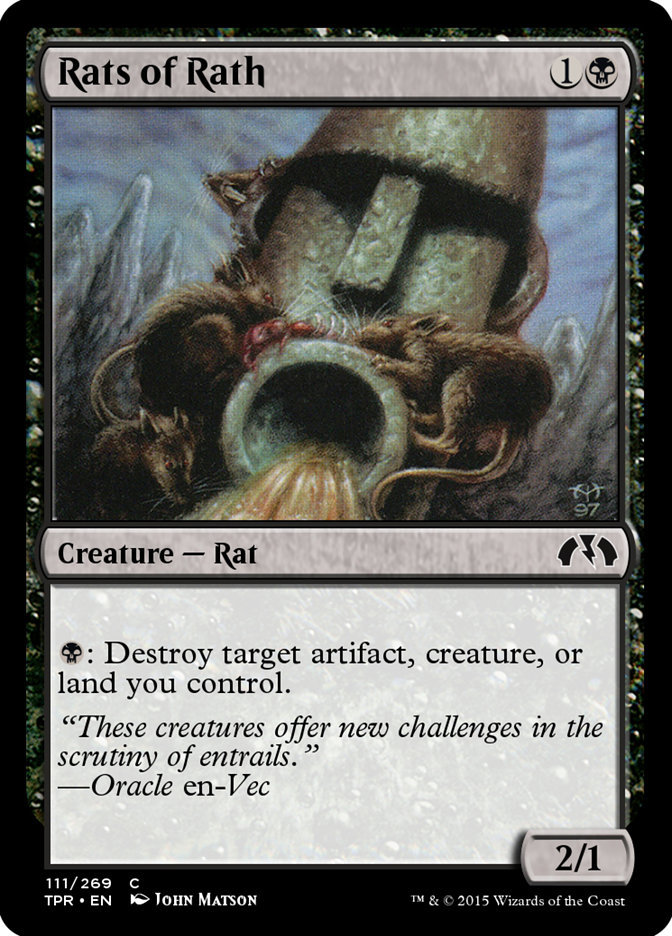 Rats of Rath 1
97
Creature — Rat
: Destroy target artifact, creature, or
land you control.
“These creatures offer new challenges in the
scrutiny of entrails.”
—Oracle en-Vec
2/1
111/269 C
TPR • EN John Matson
™ & © 2015 Wizards of the Coast